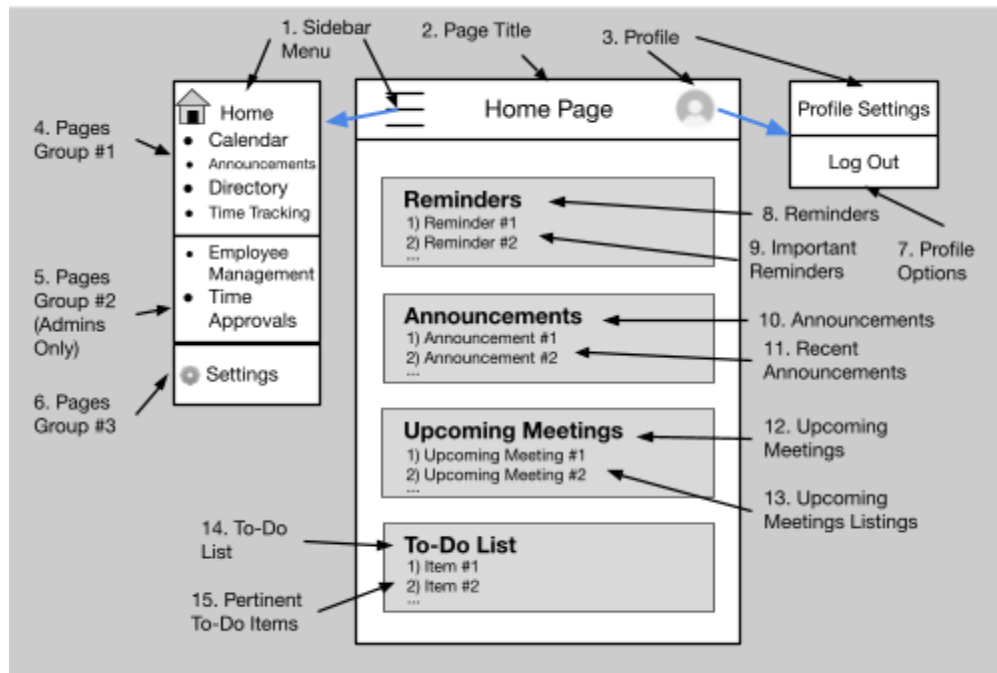 1. Sidebar
Menu
2. Page Title
3. Profile
4. Pages
Group #1
Home
Calendar
Announcements
Directory
Time Tracking
5. Pages
Group #2
(Admins
Only)
Employee
Management
Time
Approvals
6. Pages
Group #3
Settings
Home Page
Profile Settings
Log Out
7. Profile
Options
Reminders
1) Reminder #1
2) Reminder #2
...
8. Reminders
9. Important
Reminders
Announcements
1) Announcement #1
2) Announcement #2
...
10. Announcements
11. Recent
Announcements
Upcoming Meetings
1) Upcoming Meeting #1
2) Upcoming Meeting #2
...
12. Upcoming
Meetings
13. Upcoming
Meetings Listings
14. To-Do
List
To-Do List
1) Item #1
2) Item #2
...
15. Pertinent
To-Do Items